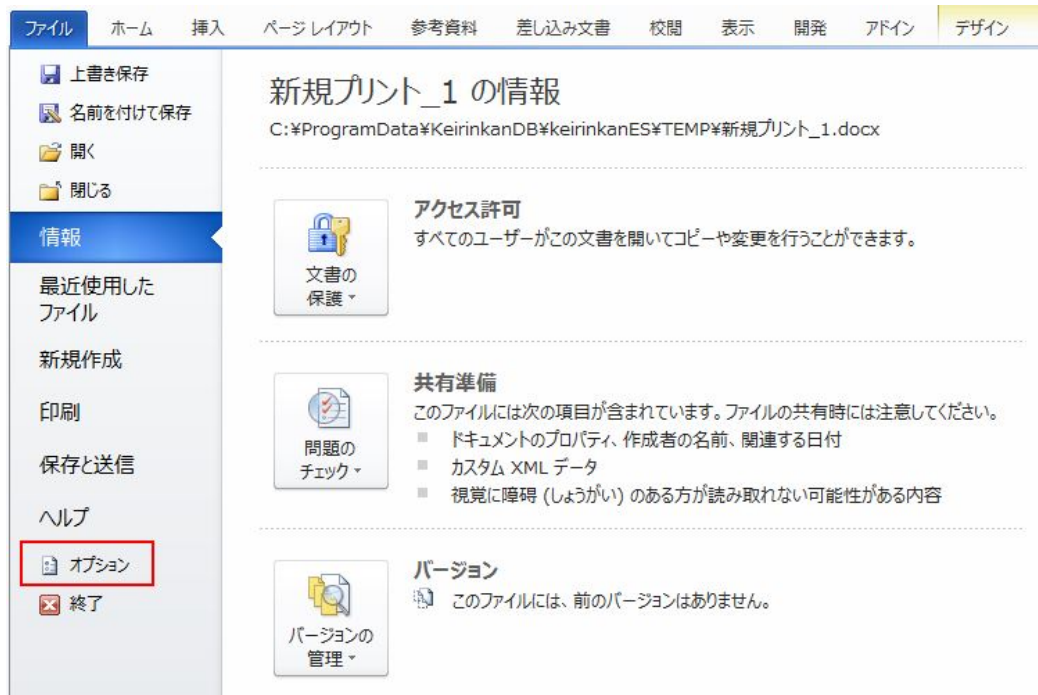 ファイル ホーム 挿入 ページ レイアウト 参考資料 差し込み文書 校閲 表示 開発 アドイン デザイン
上書き保存
名前を付けて保存
開く
閉じる
情報
最近使用した
ファイル
新規作成
印刷
保存と送信
ヘルプ
オプション
終了
新規プリント_1 の情報
C:¥ProgramData¥KeirinkanDB¥keirinkanES¥TEMP¥新規プリント_1.docx
文書の
保護
アクセス許可
すべてのユーザーがこの文書を開いてコピーや変更を行うことができます。
問題の
チェック
共有準備
このファイルには次の項目が含まれています。ファイルの共有時には注意してください。
ドキュメントのプロパティ、作成者の名前、関連する日付
カスタム XML データ
視覚に障碍 (しょうがい) のある方が読み取れない可能性がある内容
バージョンの
管理
バージョン
このファイルには、前のバージョンはありません。